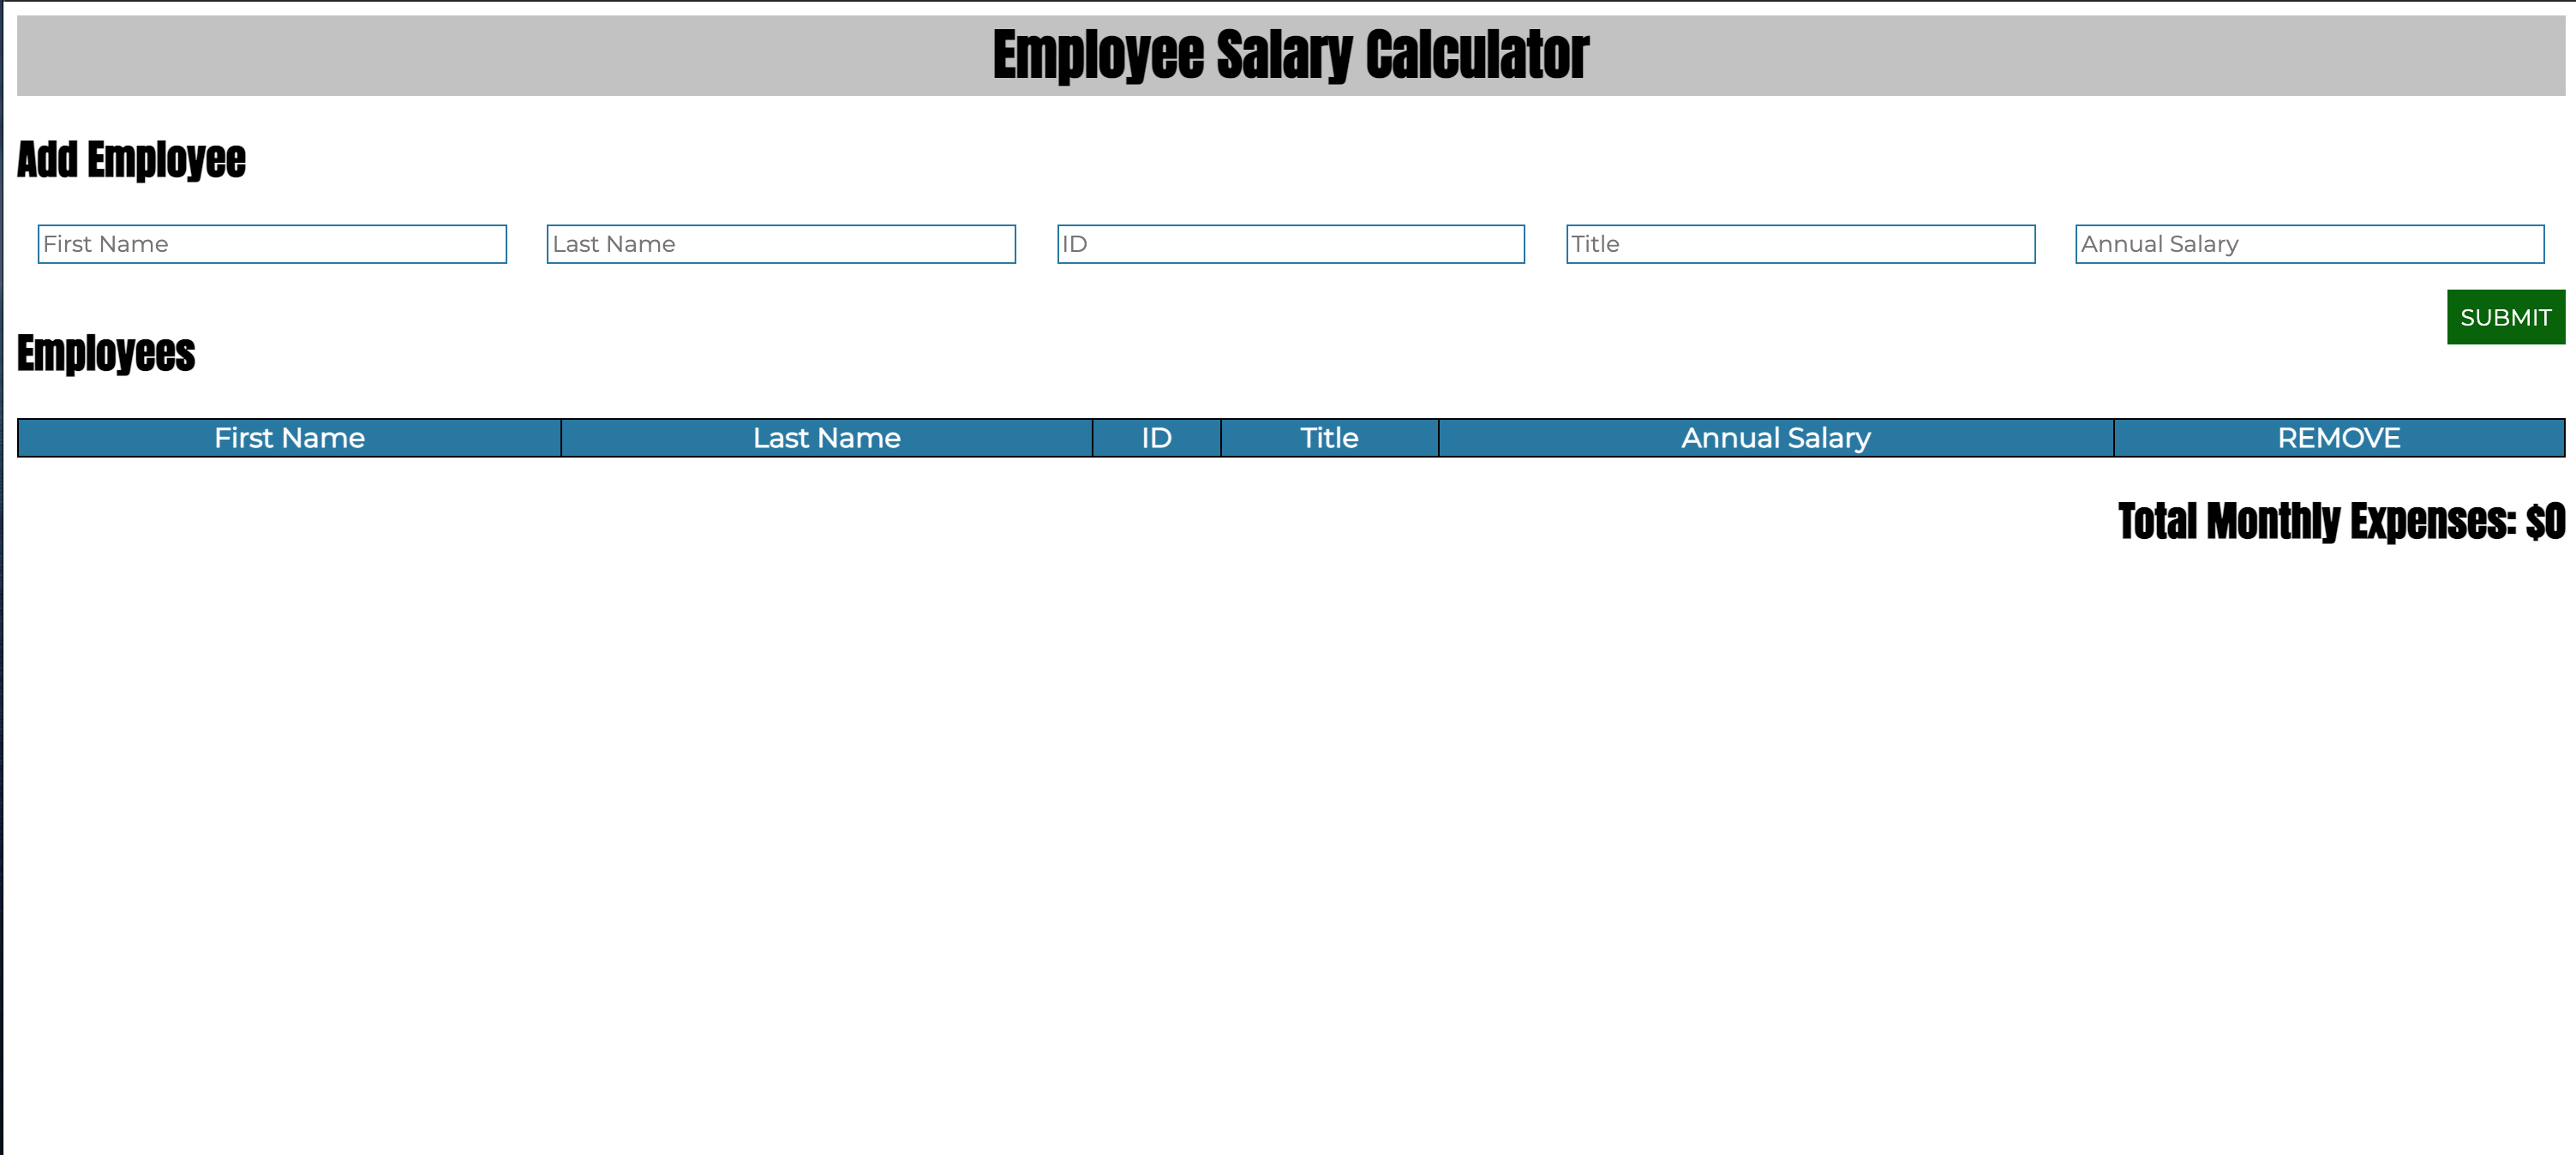 Employee Salary Calculator
Add Employee
First Name Last Name ID Title Annual Salary
SUBMIT
Employees
First Name Last Name ID Title Annual Salary REMOVE
Total Monthly Expenses: $0